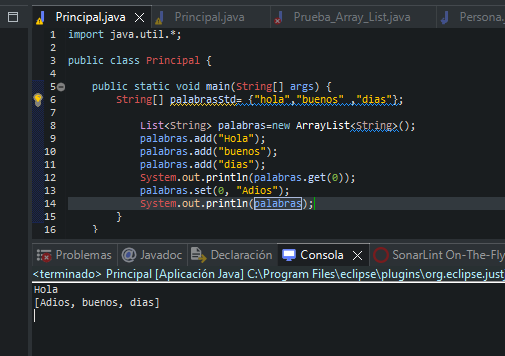 Principal.java
Principal.java
Prueba_Array_List.java
Persona.
1 import java.util.*;
2
3 public class Principal {
4
5 public static void main(String[] args) {
6 String[] palabrasStd= {"hola","buenos" ,"dias"};
7
8 List<String> palabras=new ArrayList<String>();
9 palabras.add("Hola");
10 palabras.add("buenos");
11 palabras.add("dias");
12 System.out.println(palabras.get(0));
13 palabras.set(0, "Adios");
14 System.out.println(palabras);
15 }
16 }
Problemas @ Javadoc Declaración Consola SonarLint On-The-Fly
<terminado> Principal [Aplicación Java] C:\Program Files\eclipse\plugins\org.eclipse.just
Hola
[Adios, buenos, dias]